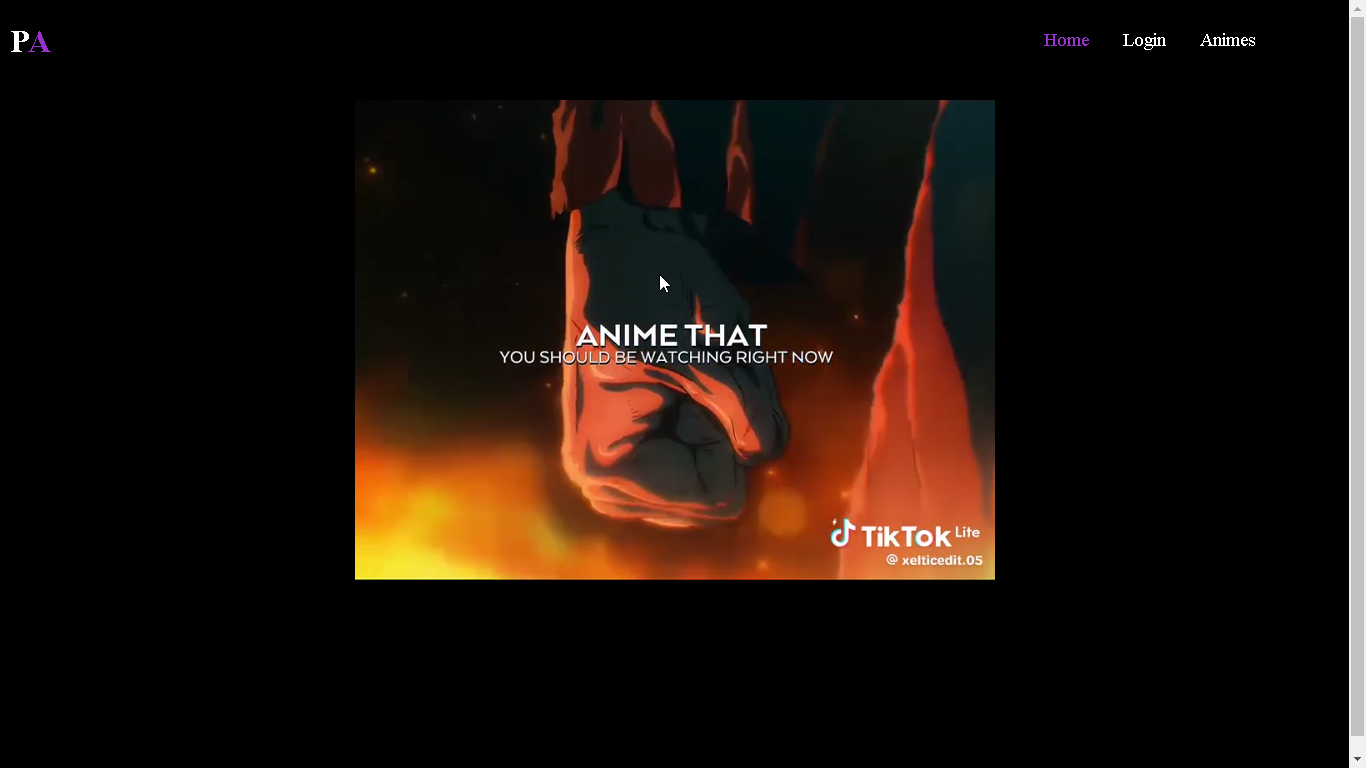 PA
Home Login Animes
ANIME THAT
YOU SHOULD BE WATCHING RIGHT NOW
TikTok Lite
@ xelticedit.05